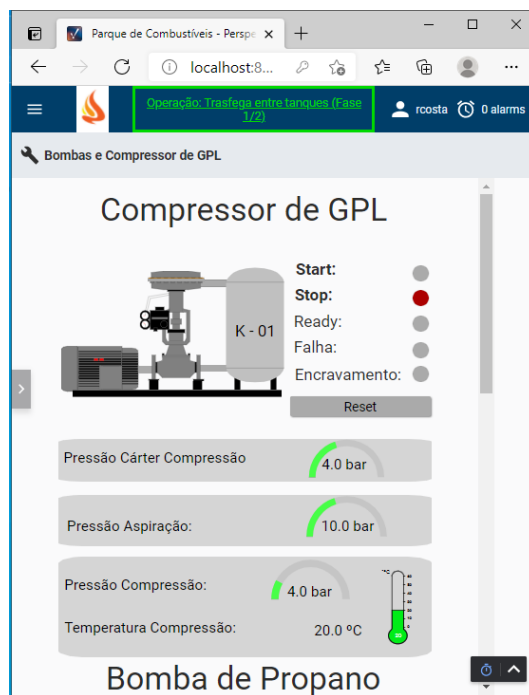 Parque de Combustíveis - Perspe
localhost:8...
Operação: Trasfega entre tanques (Fase
1/2)
rcosta
0 alarms
Bombas e Compressor de GPL
Compressor de GPL
K - 01
Start:
Stop:
Ready:
Falha:
Encravamento:
Reset
Pressão Cárter Compressão
4.0 bar
Pressão Aspiração:
10.0 bar
Pressão Compressão:
4.0 bar
Temperatura Compressão:
20.0 ºC
Bomba de Propano